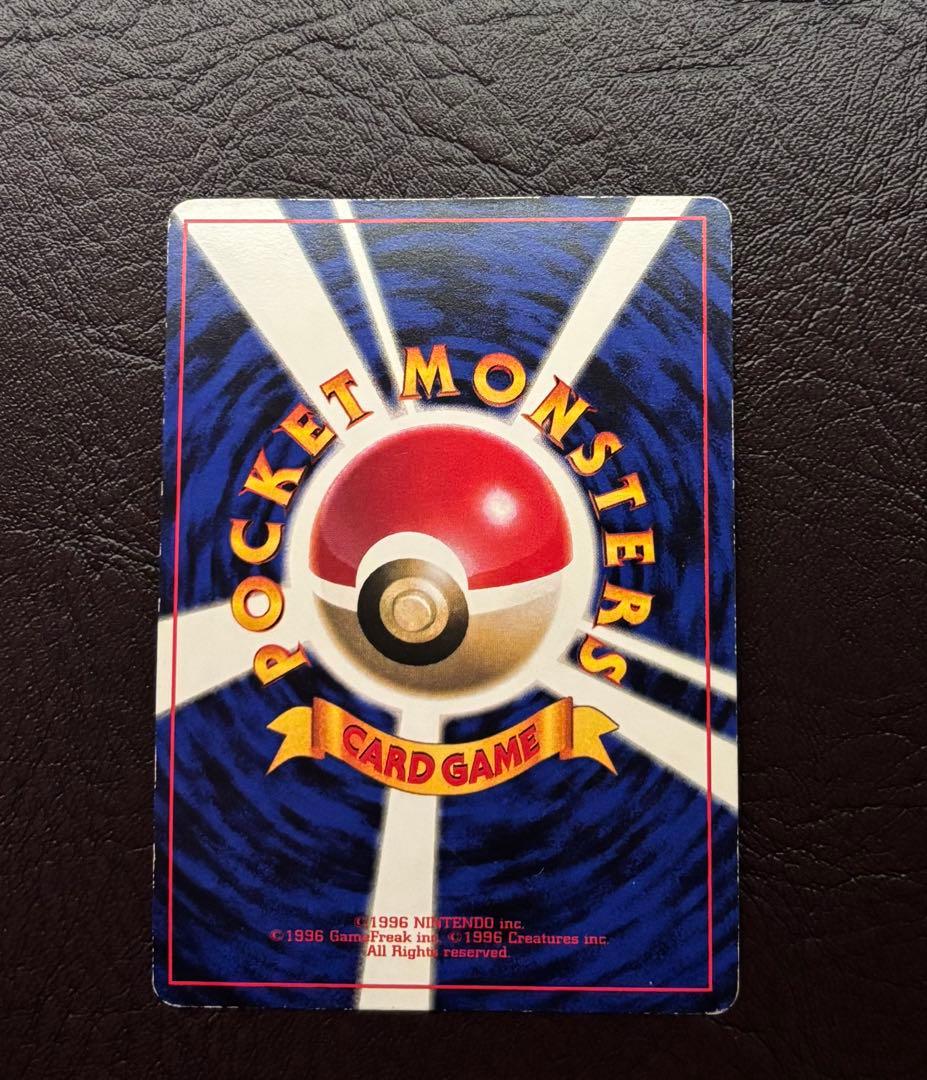 POCKET MONSTERS
CARD GAME
©1996 NINTENDO inc.
©1996 GameFreak inc. ©1996 Creatures inc.
All Rights reserved.